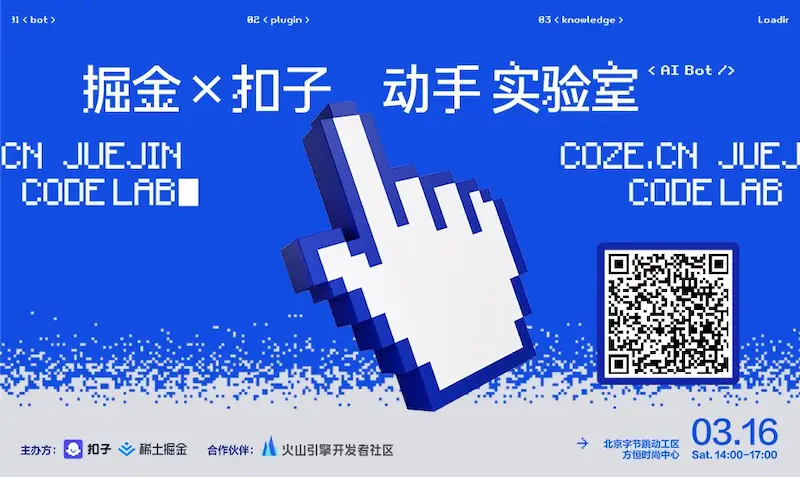 01 < bot >
02 < plugin >
03 < knowledge >
Loadir
掘金 × 扣子 动手 实验室 < AI Bot />
CN JUEJIN
CODE LAB
COZE.CN JUEJ
CODE LAB
主办方: 扣子 稀土掘金 合作伙伴: 火山引擎开发者社区
→ 北京字节跳动工区
方恒时尚中心
03.16
Sat. 14:00-17:00